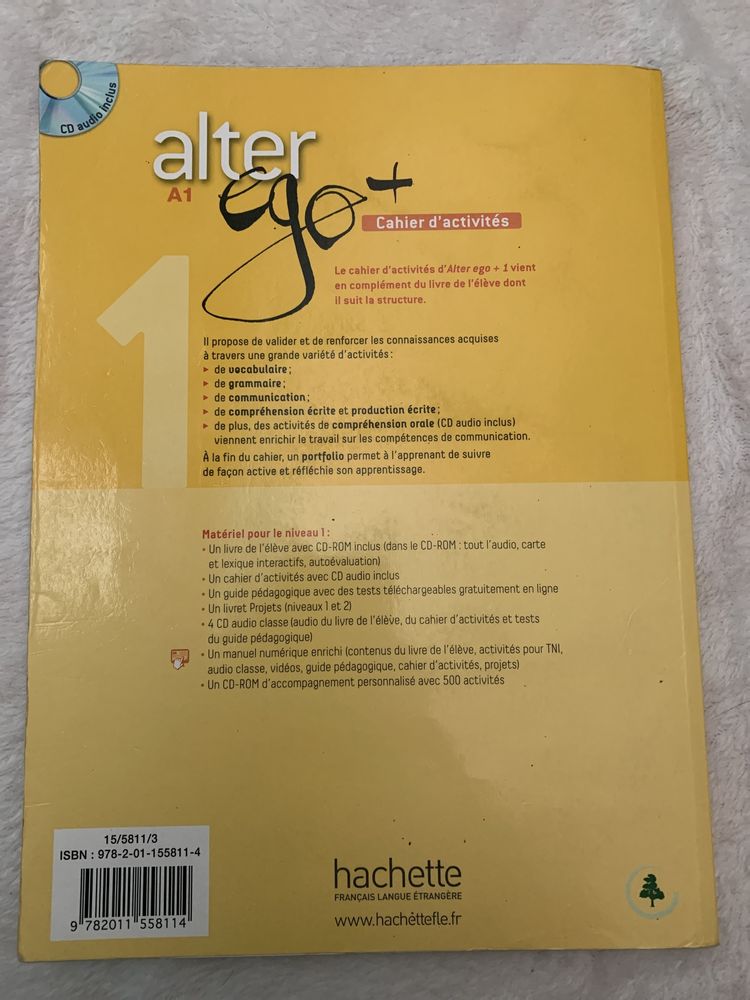 CD audio inclus
alter
ego +
A1
Cahier d'activités
1
Le cahier d'activités d'Alter ego + 1 vient
en complément du livre de l'élève dont
il suit la structure.
Il propose de valider et de renforcer les connaissances acquises
à travers une grande variété d'activités :
▸ de vocabulaire ;
▸ de grammaire ;
▸ de communication ;
▸ de compréhension écrite et production écrite ;
▸ de plus, des activités de compréhension orale (CD audio inclus)
viennent enrichir le travail sur les compétences de communication.
À la fin du cahier, un portfolio permet à l'apprenant de suivre
de façon active et réfléchie son apprentissage.
Matériel pour le niveau 1 :
• Un livre de l'élève avec CD-ROM inclus (dans le CD-ROM : tout l'audio, carte
et lexique interactifs, autoévaluation)
• Un cahier d'activités avec CD audio inclus
• Un guide pédagogique avec des tests téléchargeables gratuitement en ligne
• Un livret Projets (niveaux 1 et 2)
• 4 CD audio classe (audio du livre de l'élève, du cahier d'activités et tests
du guide pédagogique)
• Un manuel numérique enrichi (contenus du livre de l'élève, activités pour TNI,
audio classe, vidéos, guide pédagogique, cahier d'activités, projets)
• Un CD-ROM d'accompagnement personnalisé avec 500 activités
15/5811/3
ISBN : 978-2-01-155811-4
9 782011 558114
hachette
FRANÇAIS LANGUE ÉTRANGÈRE
www.hachettefle.fr